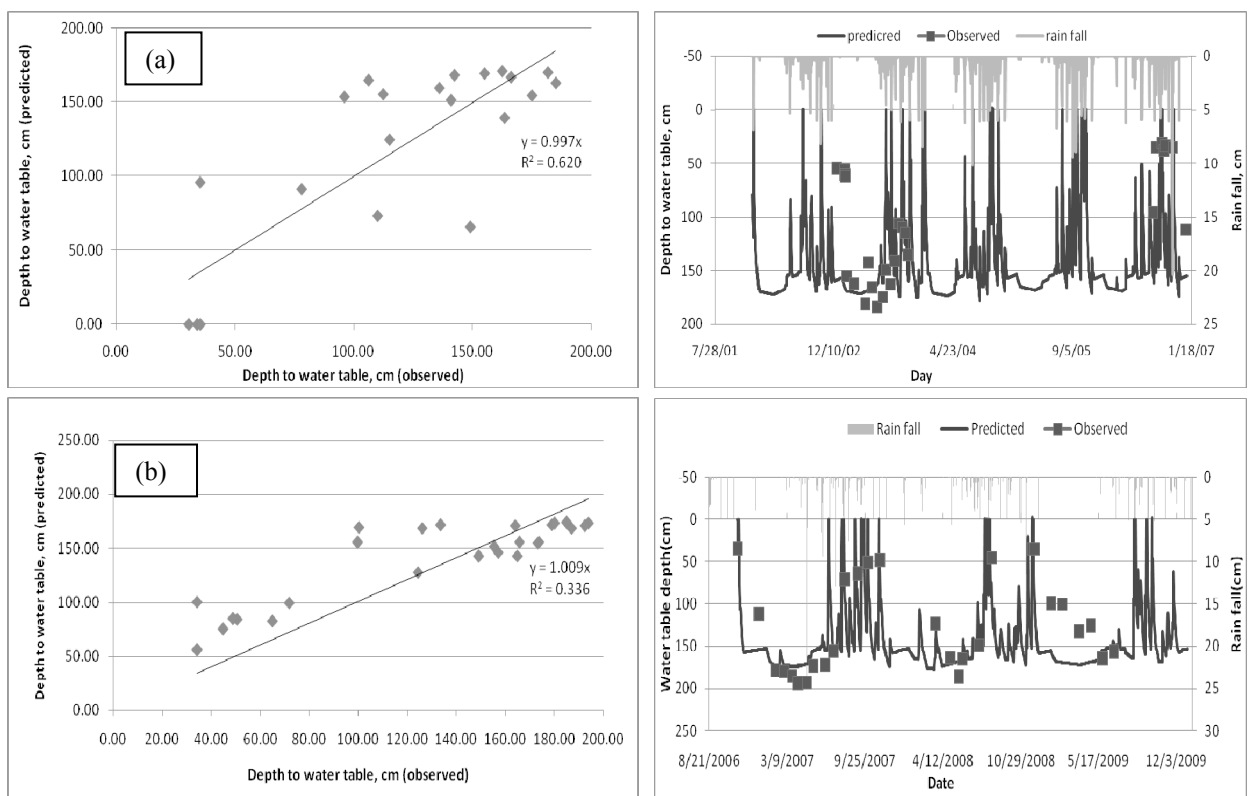 200.00
150.00
100.00
50.00
0.00
Depth to water table, cm (predicted)
(a)
y = 0.997x
R² = 0.620
0.00 50.00 100.00 150.00 200.00
Depth to water table, cm (observed)
predicred Observed rain fall
-50
0
50
100
150
200
Depth to water table, cm
0
5
10
15
20
25
Rain fall, cm
7/28/01 12/10/02 4/23/04 9/5/05 1/18/07
Day
250.00
200.00
150.00
100.00
50.00
0.00
Depth to water table, cm (predicted)
(b)
y = 1.009x
R² = 0.336
0.00 20.00 40.00 60.00 80.00 100.00 120.00 140.00 160.00 180.00 200.00
Depth to water table, cm (observed)
Rain fall Predicted Observed
-50
0
50
100
150
200
250
Water table depth(cm)
0
5
10
15
20
25
30
Rain fall(cm)
8/21/2006 3/9/2007 9/25/2007 4/12/2008 10/29/2008 5/17/2009 12/3/2009
Date